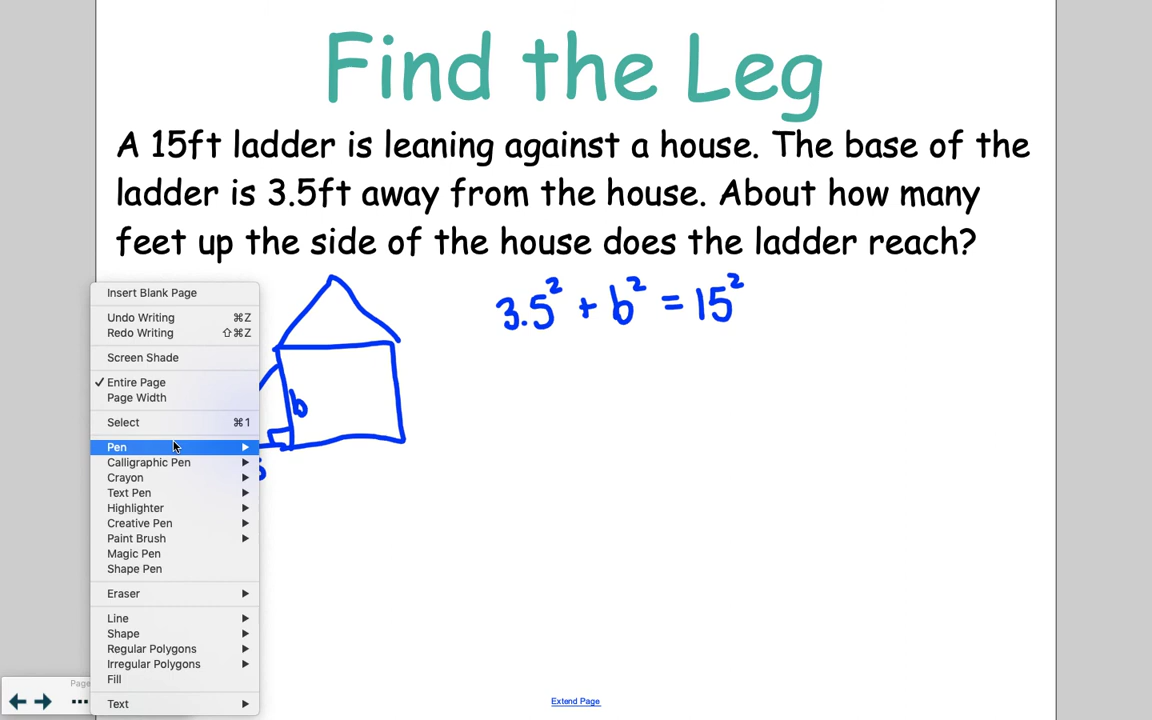 Find the Leg
A 15ft ladder is leaning against a house. The base of the
ladder is 3.5ft away from the house. About how many
feet up the side of the house does the ladder reach?
3.5² + b² = 15²
b
Insert Blank Page
Undo Writing ⌘Z
Redo Writing ⇧⌘Z
Screen Shade
✓ Entire Page
Page Width
Select ⌘1
Pen
Calligraphic Pen
Crayon
Text Pen
Highlighter
Creative Pen
Paint Brush
Magic Pen
Shape Pen
Eraser
Line
Shape
Regular Polygons
Irregular Polygons
Fill
Text
Page
Extend Page